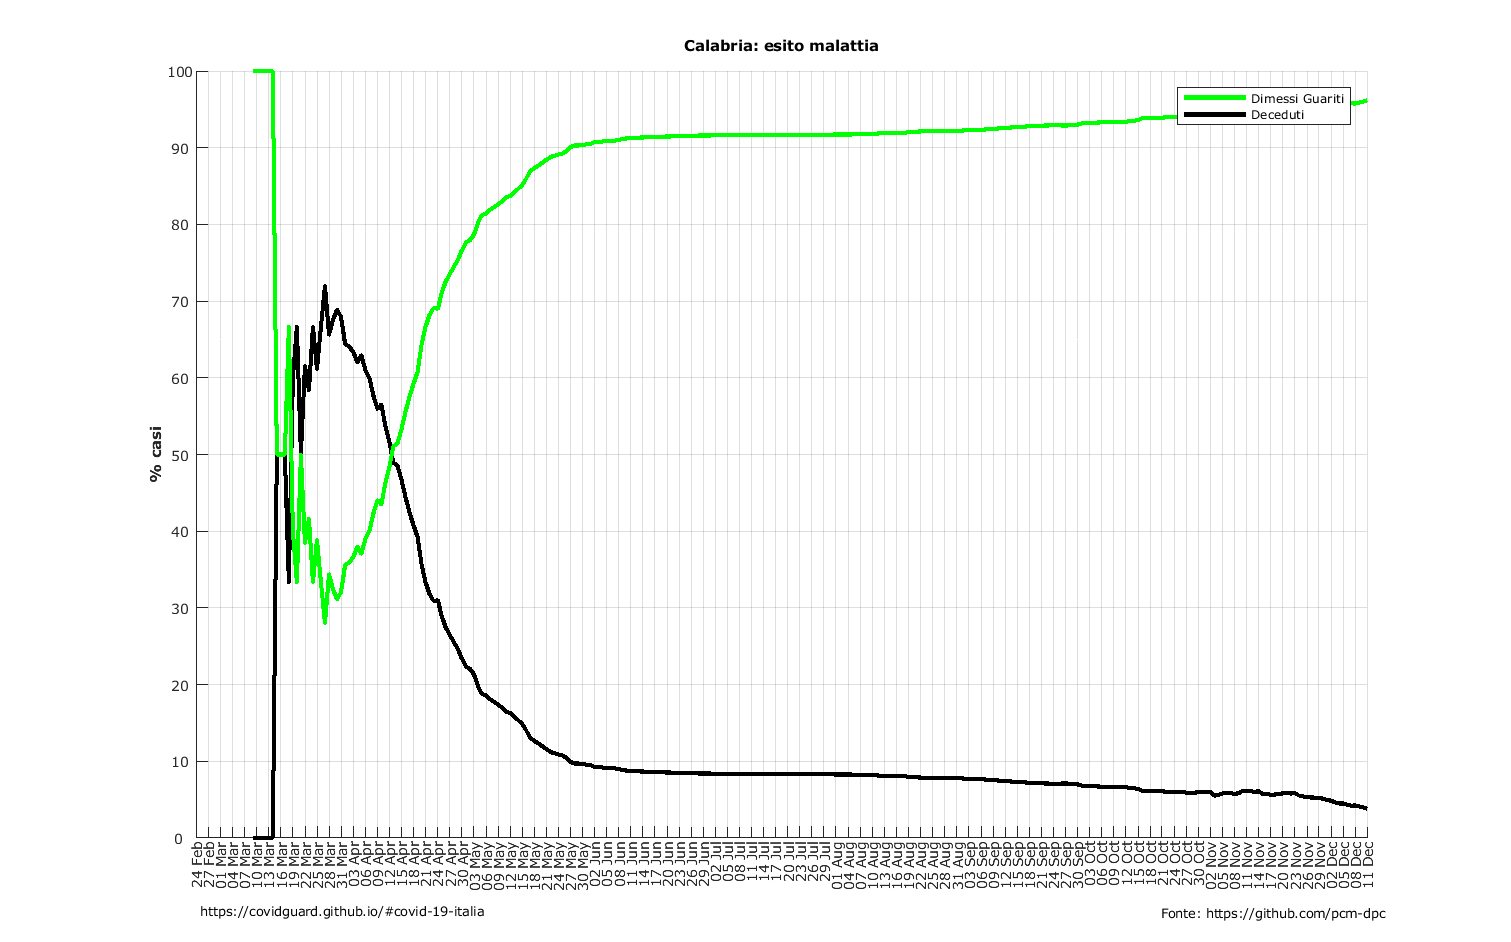 Calabria: esito malattia
100
90
80
70
60
50
40
30
20
10
0
% casi
Dimessi Guariti
Deceduti
24 Feb
27 Feb
01 Mar
04 Mar
07 Mar
10 Mar
13 Mar
16 Mar
19 Mar
22 Mar
25 Mar
28 Mar
31 Mar
03 Apr
06 Apr
09 Apr
12 Apr
15 Apr
18 Apr
21 Apr
24 Apr
27 Apr
30 Apr
03 May
06 May
09 May
12 May
15 May
18 May
21 May
24 May
27 May
30 May
02 Jun
05 Jun
08 Jun
11 Jun
14 Jun
17 Jun
20 Jun
23 Jun
26 Jun
29 Jun
02 Jul
05 Jul
08 Jul
11 Jul
14 Jul
17 Jul
20 Jul
23 Jul
26 Jul
29 Jul
01 Aug
04 Aug
07 Aug
10 Aug
13 Aug
16 Aug
19 Aug
22 Aug
25 Aug
28 Aug
31 Aug
03 Sep
06 Sep
09 Sep
12 Sep
15 Sep
18 Sep
21 Sep
24 Sep
27 Sep
30 Sep
03 Oct
06 Oct
09 Oct
12 Oct
15 Oct
18 Oct
21 Oct
24 Oct
27 Oct
30 Oct
02 Nov
05 Nov
08 Nov
11 Nov
14 Nov
17 Nov
20 Nov
23 Nov
26 Nov
29 Nov
02 Dec
05 Dec
08 Dec
11 Dec
https://covidguard.github.io/#covid-19-italia
Fonte: https://github.com/pcm-dpc